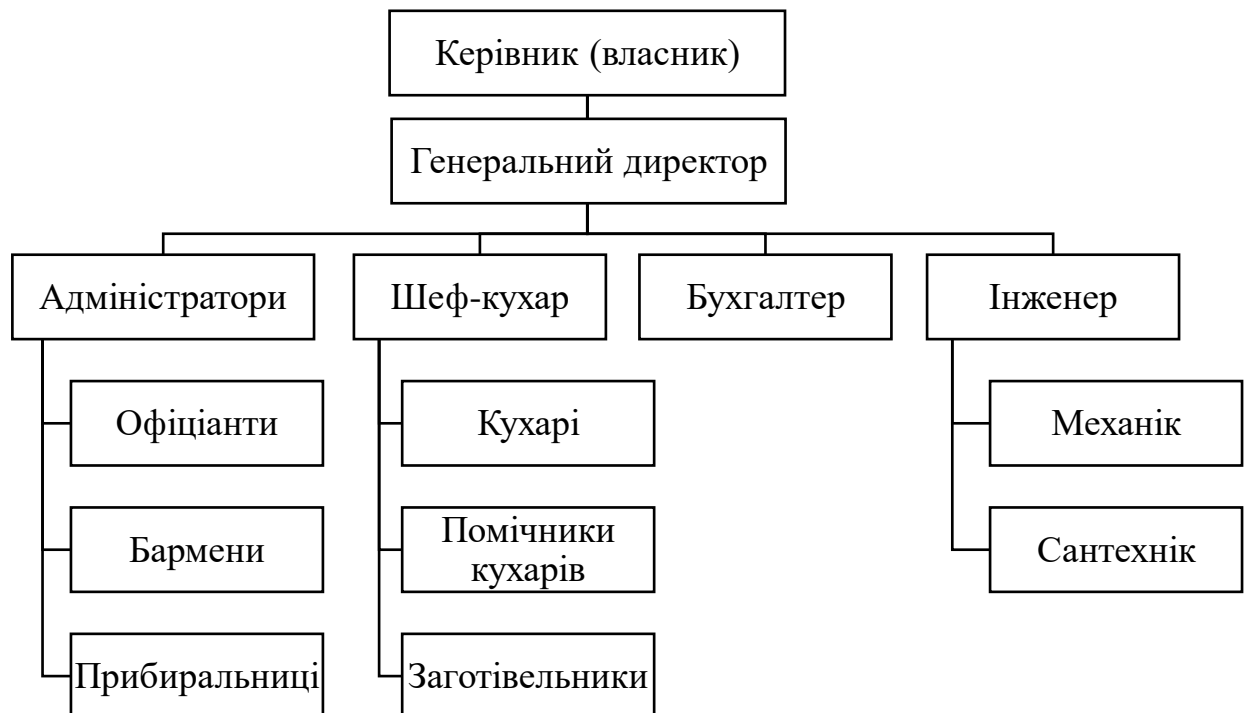 Керівник (власник)
Генеральний директор
Адміністратори
Шеф-кухар
Бухгалтер
Інженер
Офіціанти
Кухарі
Механік
Бармени
Помічники
кухарів
Сантехнік
Прибиральниці
Заготівельники